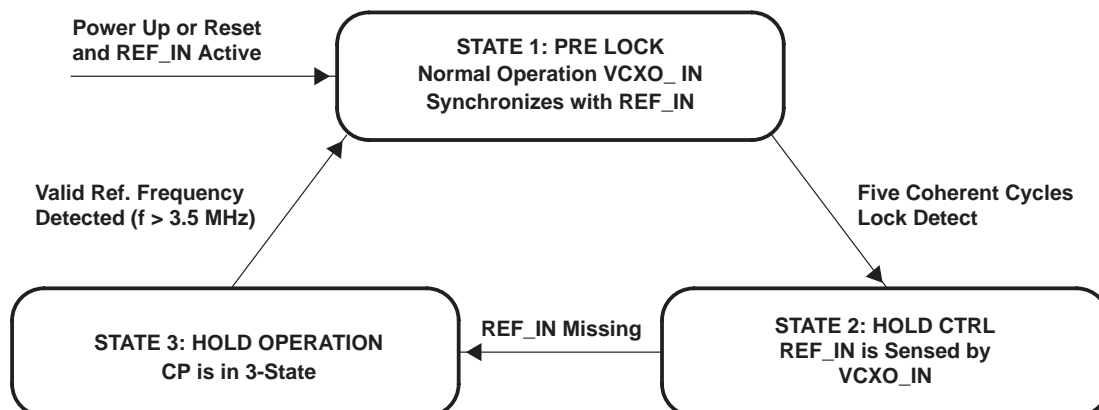 Power Up or Reset
and REF_IN Active
STATE 1: PRE LOCK
Normal Operation VCXO_ IN
Synchronizes with REF_IN
Valid Ref. Frequency
Detected (f > 3.5 MHz)
Five Coherent Cycles
Lock Detect
STATE 3: HOLD OPERATION
CP is in 3-State
REF_IN Missing
STATE 2: HOLD CTRL
REF_IN is Sensed by
VCXO_IN